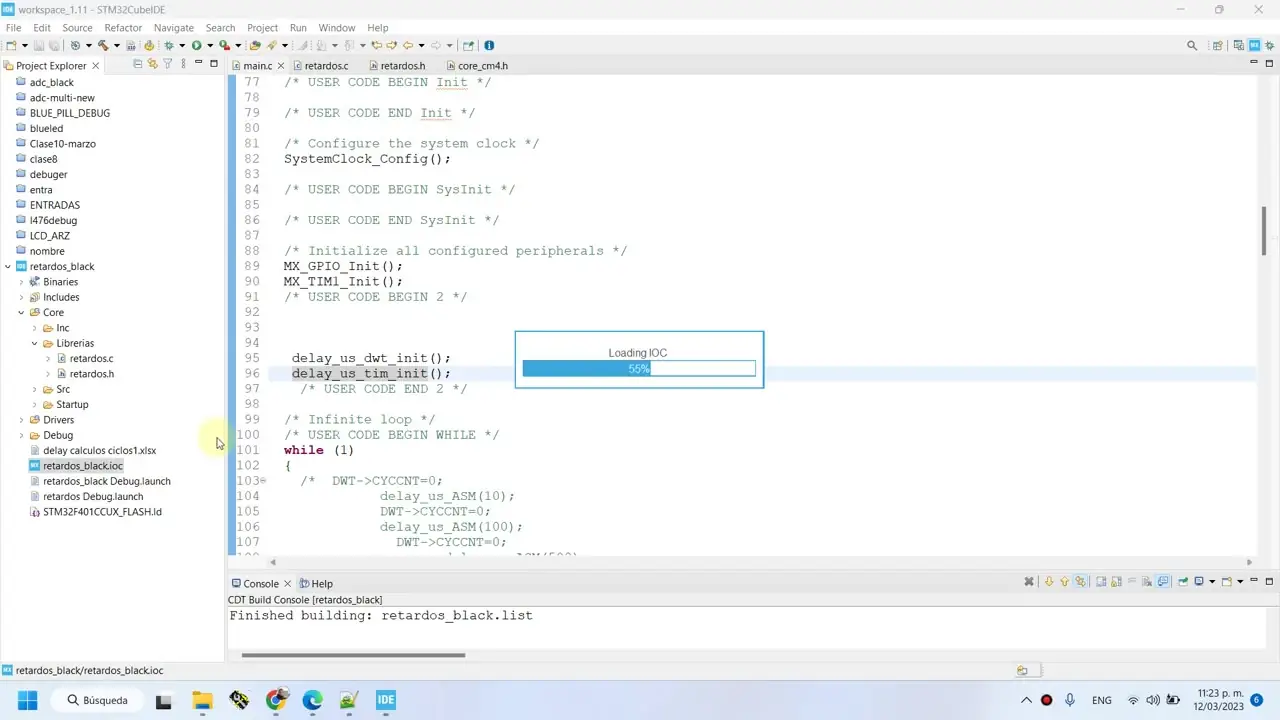 workspace_1.11 - STM32CubeIDE
File Edit Source Refactor Navigate Search Project Run Window Help
Project Explorer
main.c retardos.c retardos.h core_cm4.h
adc_black
adc-multi-new
BLUE_PILL_DEBUG
blueled
Clase10-marzo
clase8
debuger
entra
ENTRADAS
l476debug
LCD_ARZ
nombre
retardos_black
Binaries
Includes
Core
Inc
Librerias
retardos.c
retardos.h
Src
Startup
Drivers
Debug
delay calculos ciclos1.xlsx
retardos_black.ioc
retardos_black Debug.launch
retardos Debug.launch
STM32F401CCUX_FLASH.ld
77 /* USER CODE BEGIN Init */
78
79 /* USER CODE END Init */
80
81 /* Configure the system clock */
82 SystemClock_Config();
83
84 /* USER CODE BEGIN SysInit */
85
86 /* USER CODE END SysInit */
87
88 /* Initialize all configured peripherals */
89 MX_GPIO_Init();
90 MX_TIM1_Init();
91 /* USER CODE BEGIN 2 */
92
93
94
95 delay_us_dwt_init();
96 delay_us_tim_init();
97 /* USER CODE END 2 */
98
99 /* Infinite loop */
100 /* USER CODE BEGIN WHILE */
101 while (1)
102 {
103 /* DWT->CYCCNT=0;
104 delay_us_ASM(10);
105 DWT->CYCCNT=0;
106 delay_us_ASM(100);
107 DWT->CYCCNT=0;
Loading IOC
55%
Console Help
CDT Build Console [retardos_black]
Finished building: retardos_black.list
retardos_black/retardos_black.ioc
Búsqueda
IDE
ENG
11:23 p. m.
12/03/2023
6